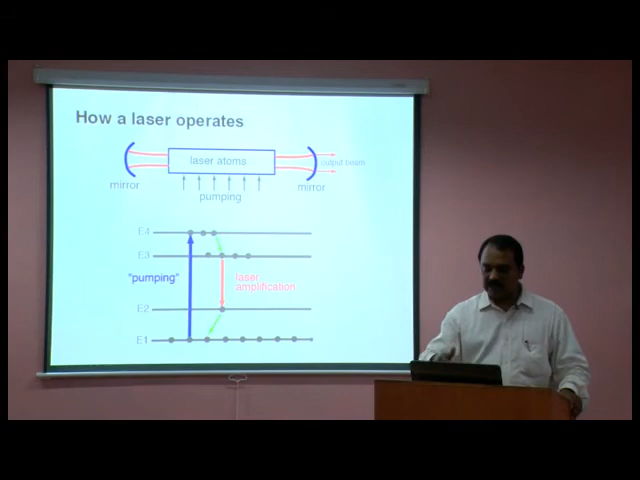 How a laser operates
laser atoms
output beam
mirror
mirror
pumping
E4
E3
"pumping"
laser
amplification
E2
E1